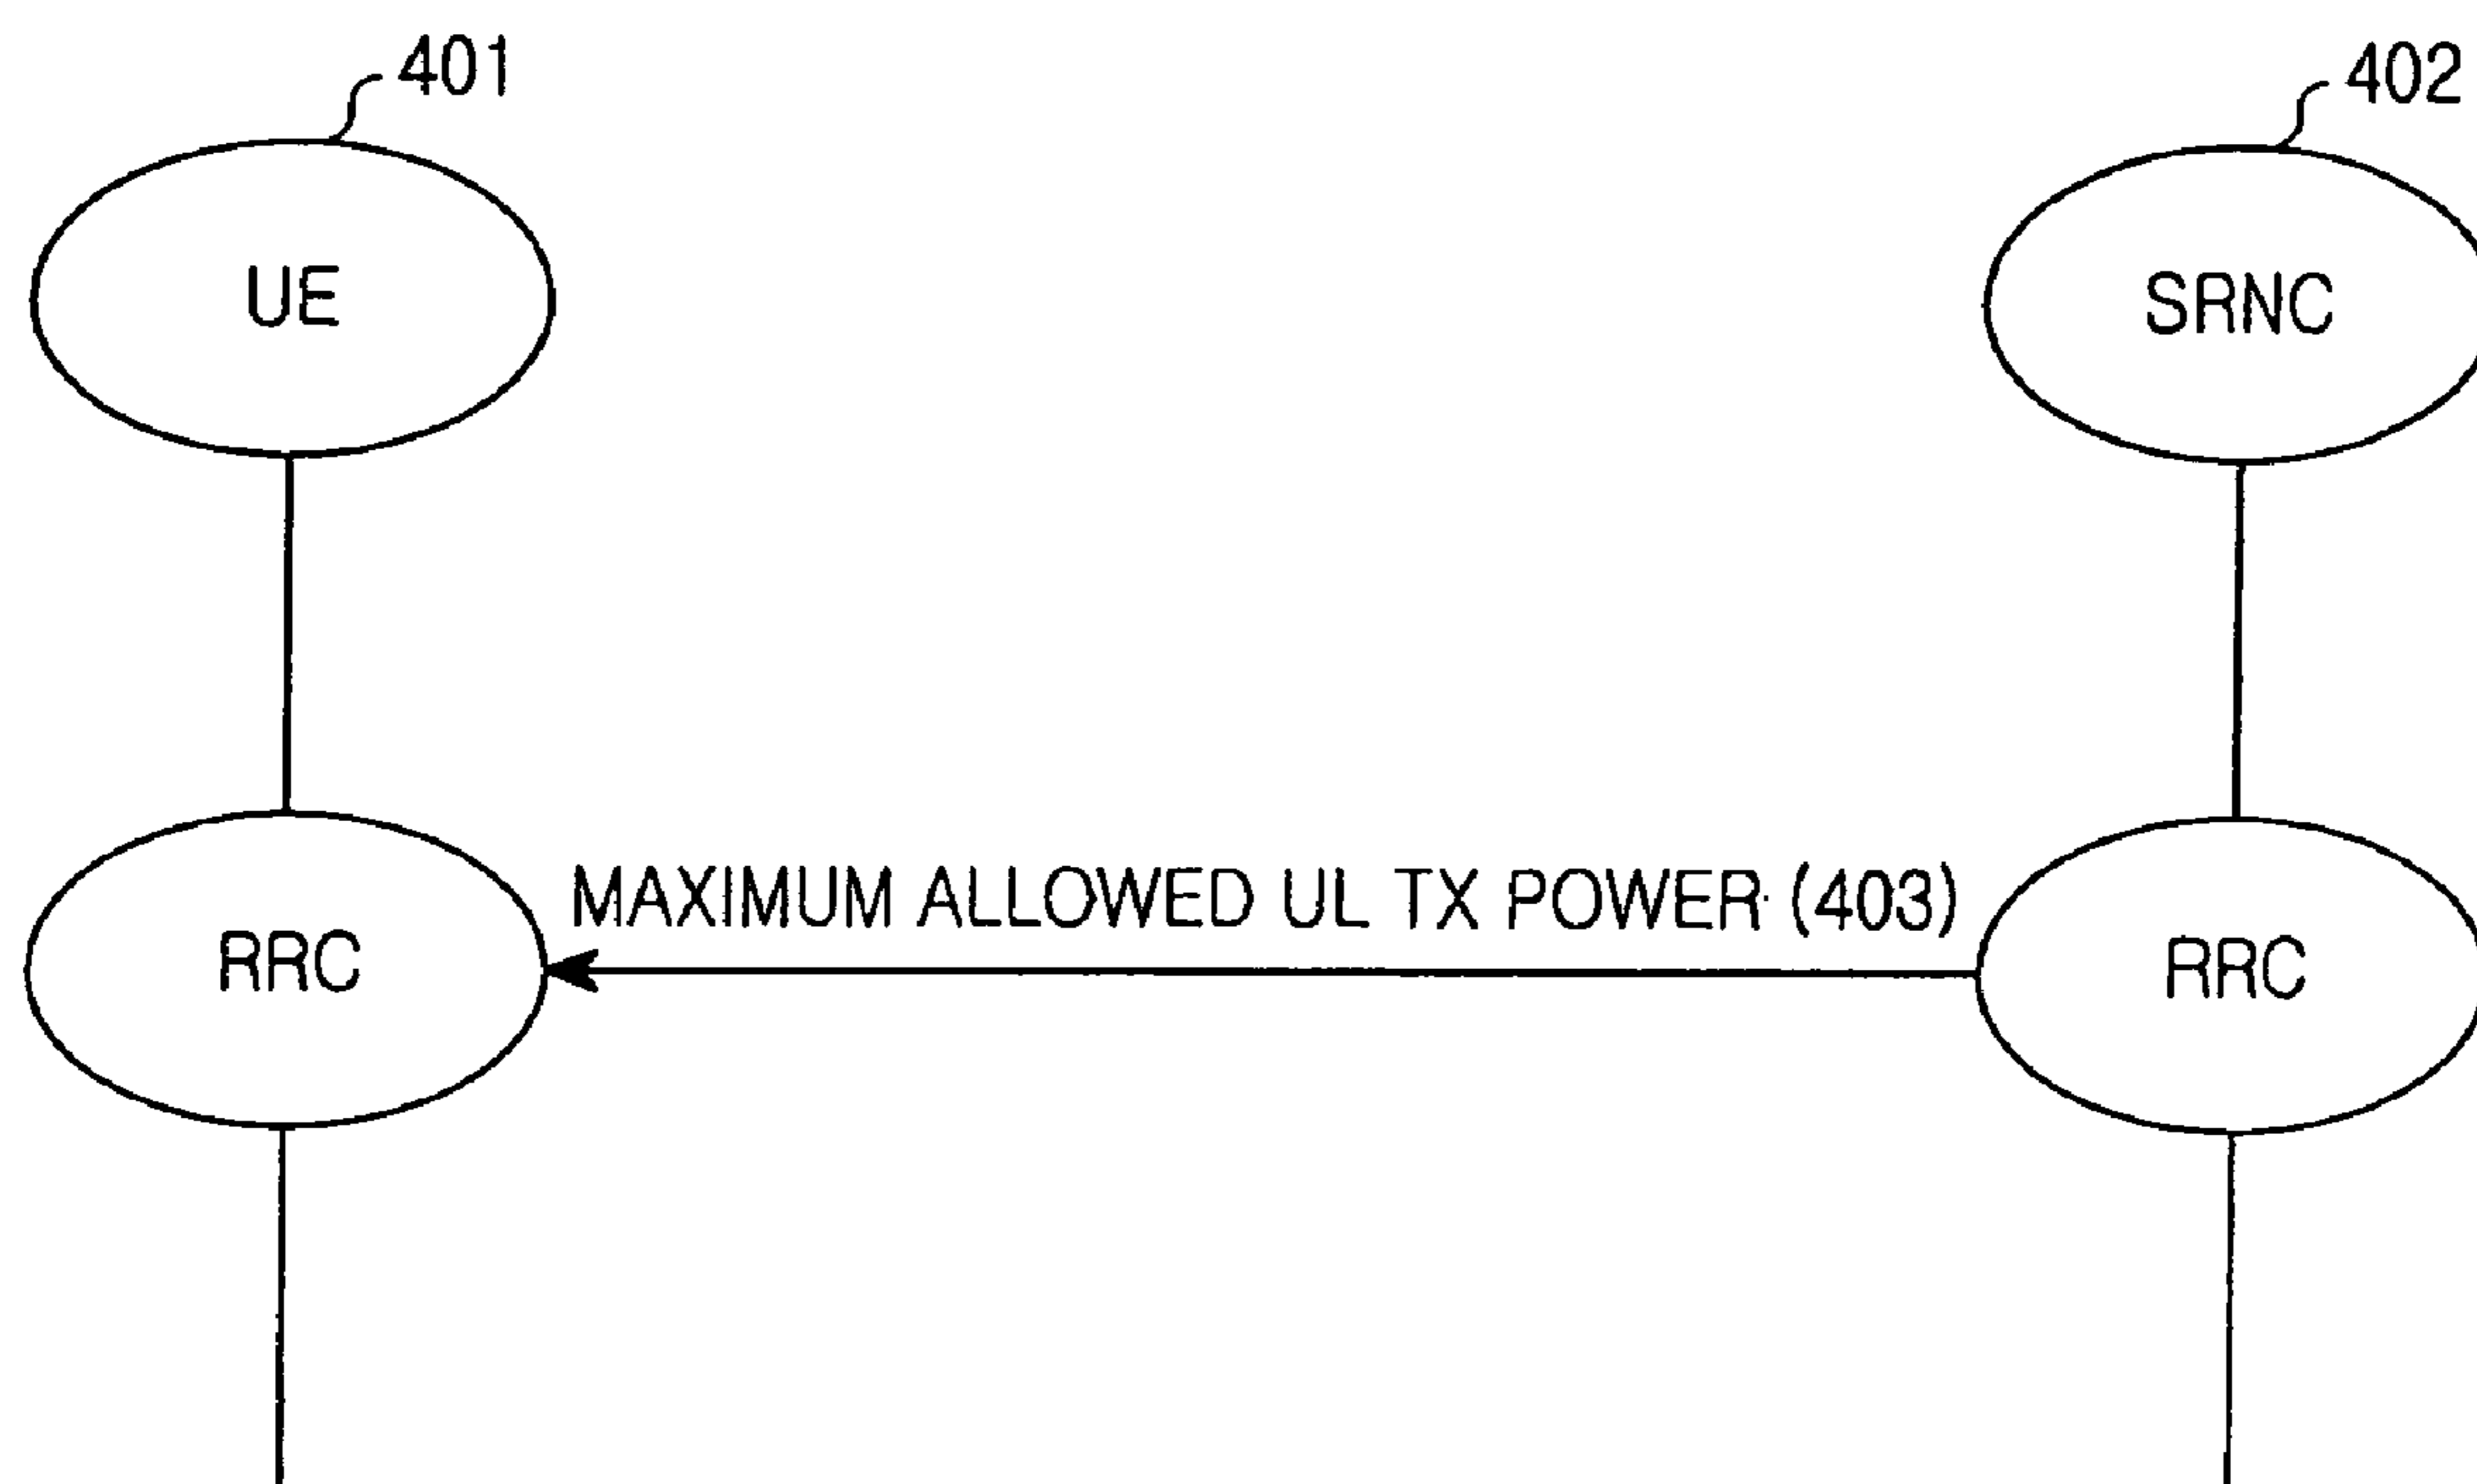 401
402
UE
SRNC
MAXIMUM ALLOWED UL TX POWER (403)
RRC
RRC